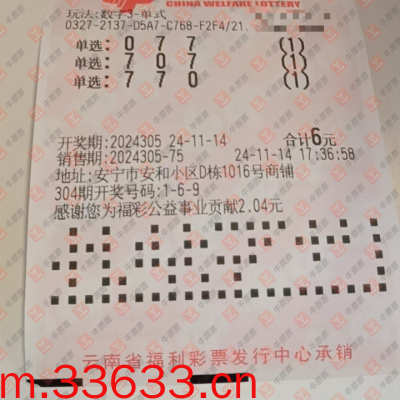 CHINA WELFARE LOTTERY
玩法:数字3-单式
0327-2137-D5A7-C768-F2F4/21
单选: 0 7 7 (1)
单选: 7 0 7 (1)
单选: 7 7 0 (1)
开奖期:2024305 24-11-14 合计6元
销售期:2024305-75 24-11-14 17:36:58
地址:安宁市安和小区D栋1016号商铺
304期开奖号码:1-6-9
感谢您为福彩公益事业贡献2.04元
云南省福利彩票发行中心承销
m.33633.cn